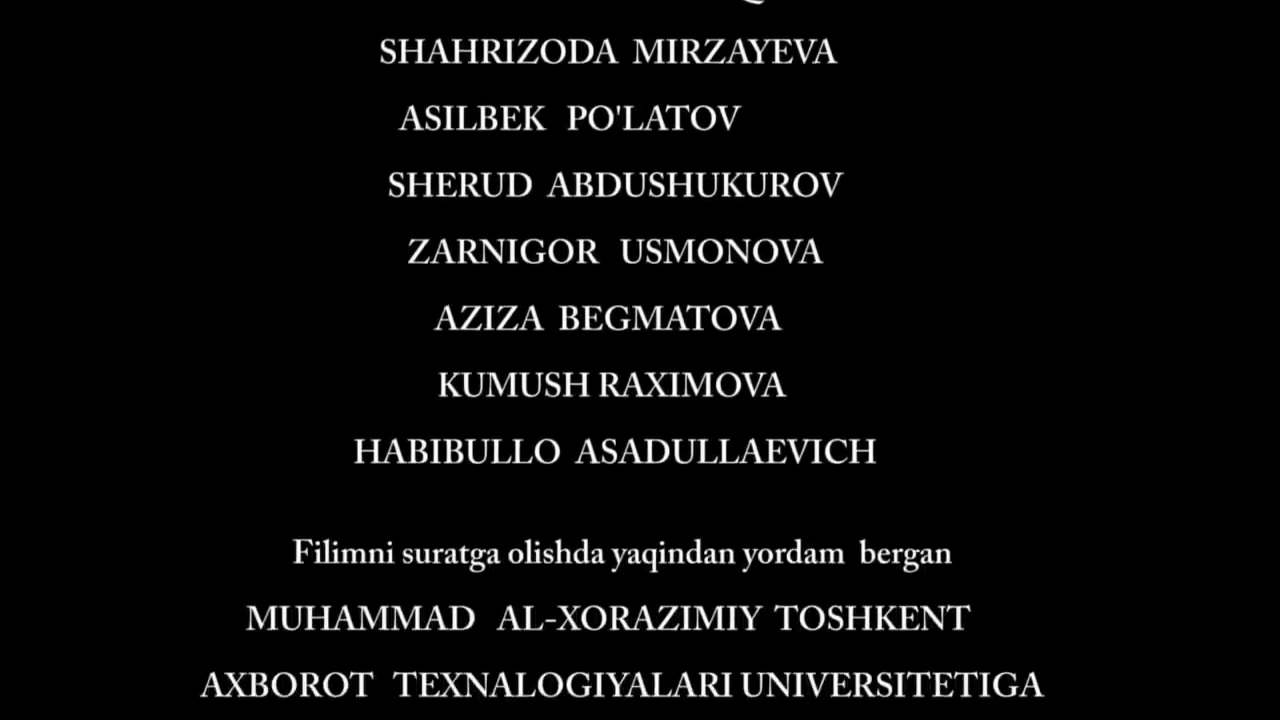 SHAHRIZODA MIRZAYEVA
ASILBEK PO'LATOV
SHERUD ABDUSHUKUROV
ZARNIGOR USMONOVA
AZIZA BEGMATOVA
KUMUSH RAXIMOVA
HABIBULLO ASADULLAEVICH
Filimni suratga olishda yaqindan yordam bergan
MUHAMMAD AL-XORAZIMIY TOSHKENT
AXBOROT TEXNALOGIYALARI UNIVERSITETIGA